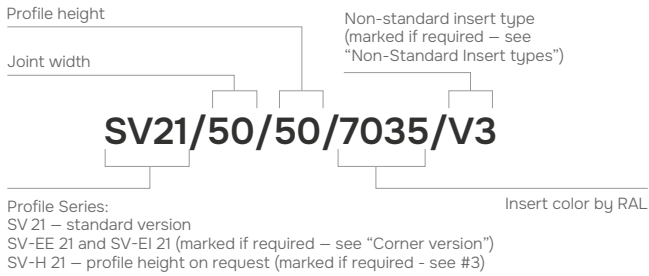 Profile height
Non-standard insert type
(marked if required – see
“Non-Standard Insert types”)
Joint width
SV21/50/50/7035/V3
Insert color by RAL
Profile Series:
SV 21 – standard version
SV-EE 21 and SV-EI 21 (marked if required – see “Corner version”)
SV-H 21 – profile height on request (marked if required - see #3)